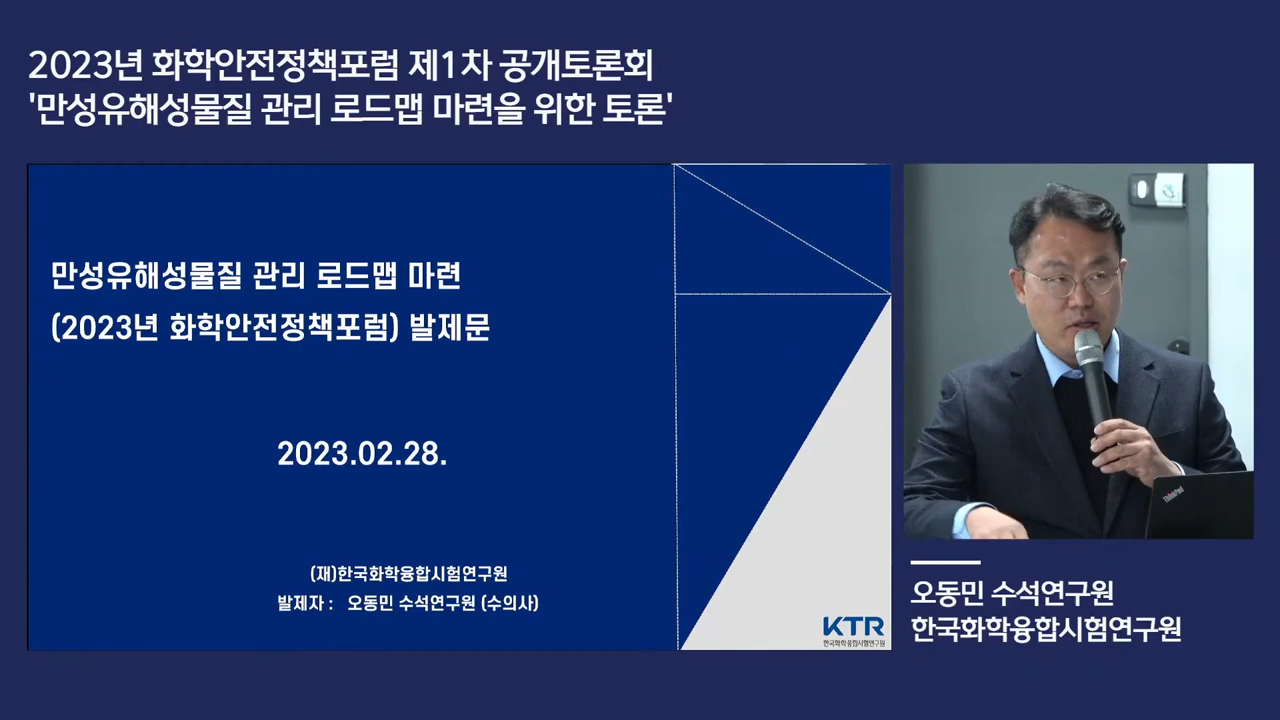 2023년 화학안전정책포럼 제1차 공개토론회
'만성유해성물질 관리 로드맵 마련을 위한 토론'
만성유해성물질 관리 로드맵 마련
(2023년 화학안전정책포럼) 발제문
2023.02.28.
(재)한국화학융합시험연구원
발제자 : 오동민 수석연구원 (수의사)
KTR
한국화학융합시험연구원
ThinkPad
오동민 수석연구원
한국화학융합시험연구원